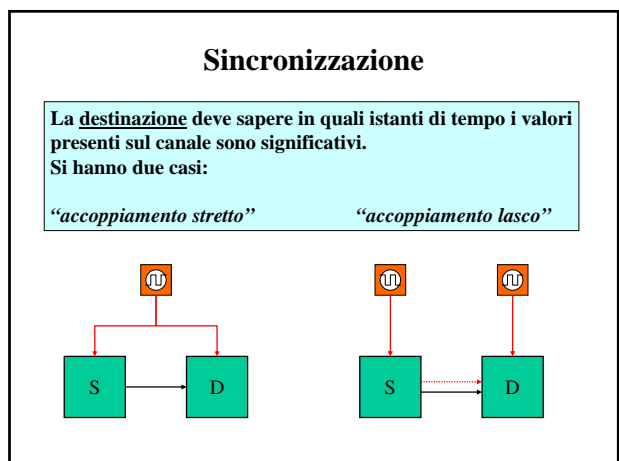 Sincronizzazione
La destinazione deve sapere in quali istanti di tempo i valori
presenti sul canale sono significativi.
Si hanno due casi:
“accoppiamento stretto” “accoppiamento lasco”
S D S D